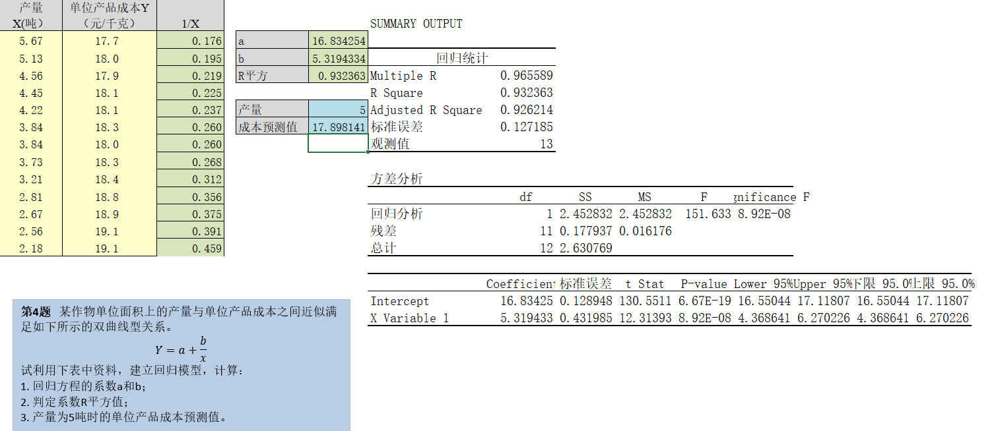 产量 单位产品成本Y
X(吨) （元/千克） 1/X
5.67 17.7 0.176
5.13 18.0 0.195
4.56 17.9 0.219
4.45 18.1 0.225
4.22 18.1 0.237
3.84 18.3 0.260
3.84 18.0 0.260
3.73 18.3 0.268
3.21 18.4 0.312
2.81 18.8 0.356
2.67 18.9 0.375
2.56 19.1 0.391
2.18 19.1 0.459
a 16.834254
b 5.3194334
R平方 0.932363
产量 5
成本预测值 17.898141
SUMMARY OUTPUT
回归统计
Multiple R 0.965589
R Square 0.932363
Adjusted R Square 0.926214
标准误差 0.127185
观测值 13
方差分析
df SS MS F gnificance F
回归分析 1 2.452832 2.452832 151.633 8.92E-08
残差 11 0.177937 0.016176
总计 12 2.630769
Coefficient 标准误差 t Stat P-value Lower 95% Upper 95% 下限 95.0% 上限 95.0%
Intercept 16.83425 0.128948 130.5511 6.67E-19 16.55044 17.11807 16.55044 17.11807
X Variable 1 5.319433 0.431985 12.31393 8.92E-08 4.368641 6.270226 4.368641 6.270226
第4题 某作物单位面积上的产量与单位产品成本之间近似满
足如下所示的双曲线型关系。
Y = a + b/x
试利用下表中资料，建立回归模型，计算：
1. 回归方程的系数a和b；
2. 判定系数R平方值；
3. 产量为5吨时的单位产品成本预测值。